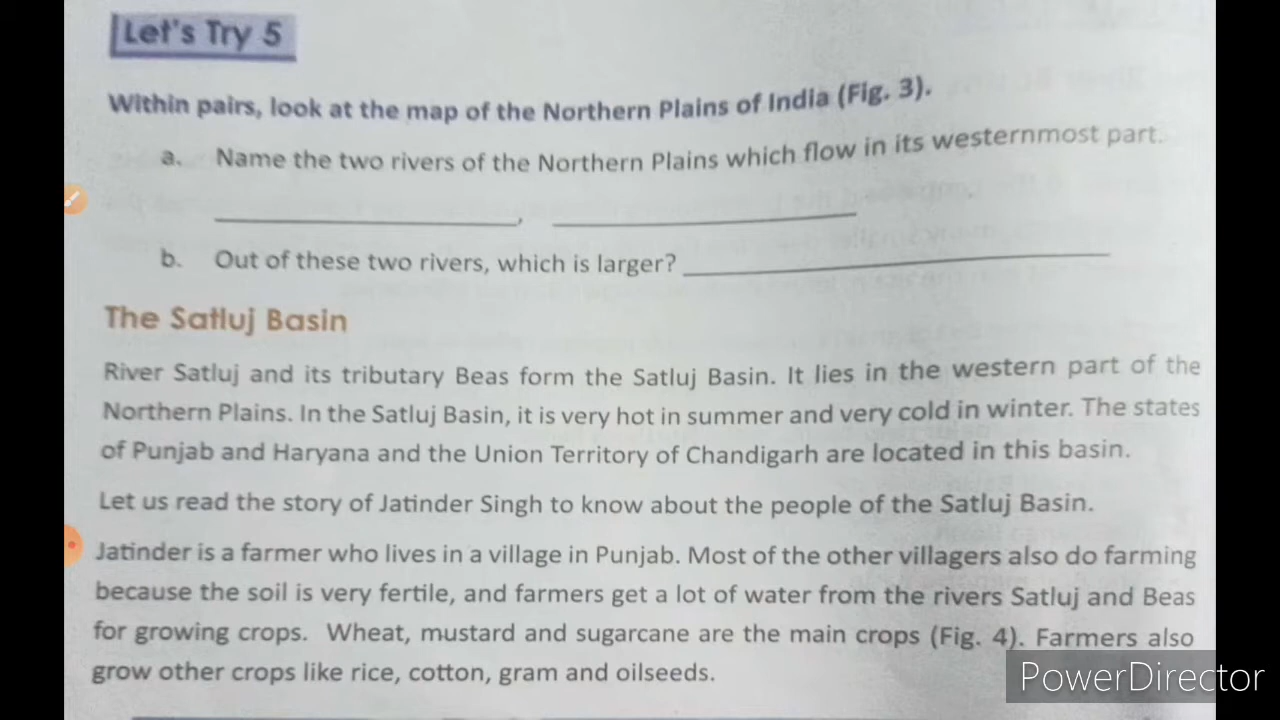 Let's Try 5
Within pairs, look at the map of the Northern Plains of India (Fig. 3).
a. Name the two rivers of the Northern Plains which flow in its westernmost part.
_______________, _______________
b. Out of these two rivers, which is larger? _______________
The Satluj Basin
River Satluj and its tributary Beas form the Satluj Basin. It lies in the western part of the
Northern Plains. In the Satluj Basin, it is very hot in summer and very cold in winter. The states
of Punjab and Haryana and the Union Territory of Chandigarh are located in this basin.
Let us read the story of Jatinder Singh to know about the people of the Satluj Basin.
Jatinder is a farmer who lives in a village in Punjab. Most of the other villagers also do farming
because the soil is very fertile, and farmers get a lot of water from the rivers Satluj and Beas
for growing crops. Wheat, mustard and sugarcane are the main crops (Fig. 4). Farmers also
grow other crops like rice, cotton, gram and oilseeds.
PowerDirector